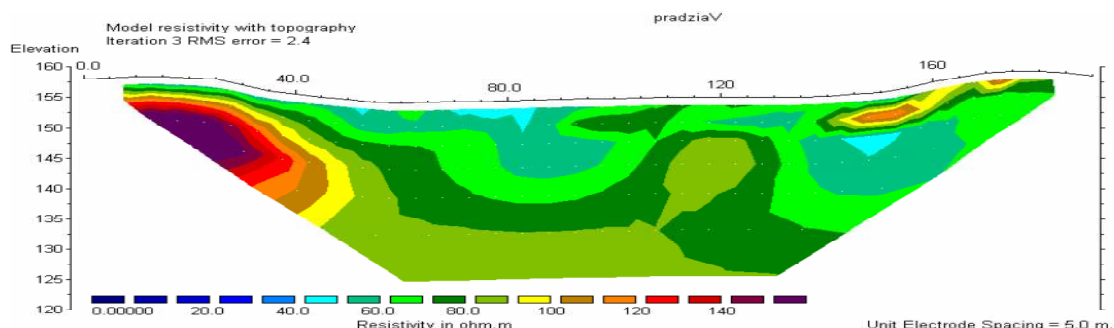 pradziaV
Model resistivity with topography
Iteration 3 RMS error = 2.4
Elevation
160
155
150
145
140
135
130
125
120
0.0
40.0
80.0
120
160
0.00000 20.0 40.0 60.0 80.0 100 120 140
Resistivity in ohm.m
Unit Electrode Spacing = 5.0 m.